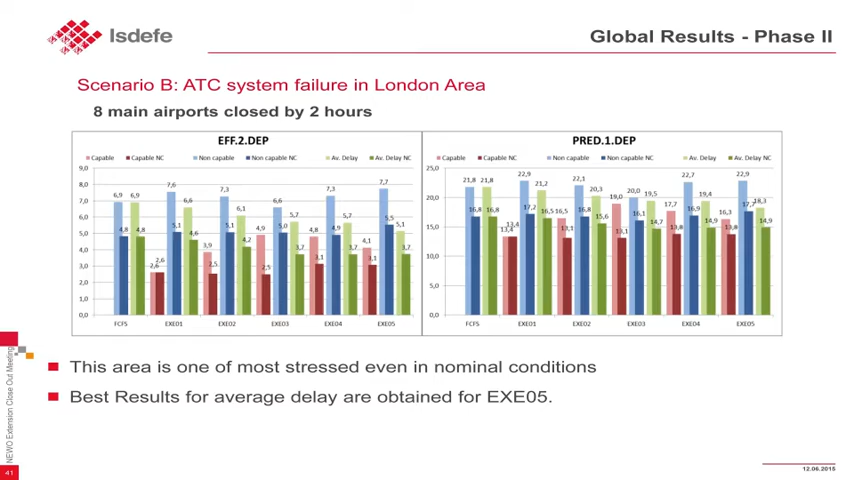 Isdefe
Global Results - Phase II
Scenario B: ATC system failure in London Area
8 main airports closed by 2 hours
EFF.2.DEP
Capable Capable NC Non capable Non capable NC Av. Delay Av. Delay NC
9,0
8,0
7,0
6,0
5,0
4,0
3,0
2,0
1,0
0,0
6,9 4,8 6,9 4,8
2,6 2,6 7,6 5,1 6,6 4,6
3,9 2,5 7,3 5,1 6,1 4,2
4,9 2,5 6,6 5,0 5,7 3,7
4,8 3,1 7,3 4,9 5,7 3,7
4,1 3,1 7,7 5,5 5,1 3,7
FCFS EXE01 EXE02 EXE03 EXE04 EXE05
PRED.1.DEP
Capable Capable NC Non capable Non capable NC Av. Delay Av. Delay NC
25,0
20,0
15,0
10,0
5,0
0,0
21,8 16,8 21,8 16,8
13,4 13,4 22,9 17,2 21,2 16,5
16,5 13,1 22,1 16,8 20,3 15,6
19,0 13,1 20,0 16,1 19,5 14,7
17,7 13,8 22,7 16,9 19,4 14,9
16,3 13,8 22,9 17,7 18,3 14,9
FCFS EXE01 EXE02 EXE03 EXE04 EXE05
This area is one of most stressed even in nominal conditions
Best Results for average delay are obtained for EXE05.
NEWO Extension Close Out Meeting
41
12.06.2015